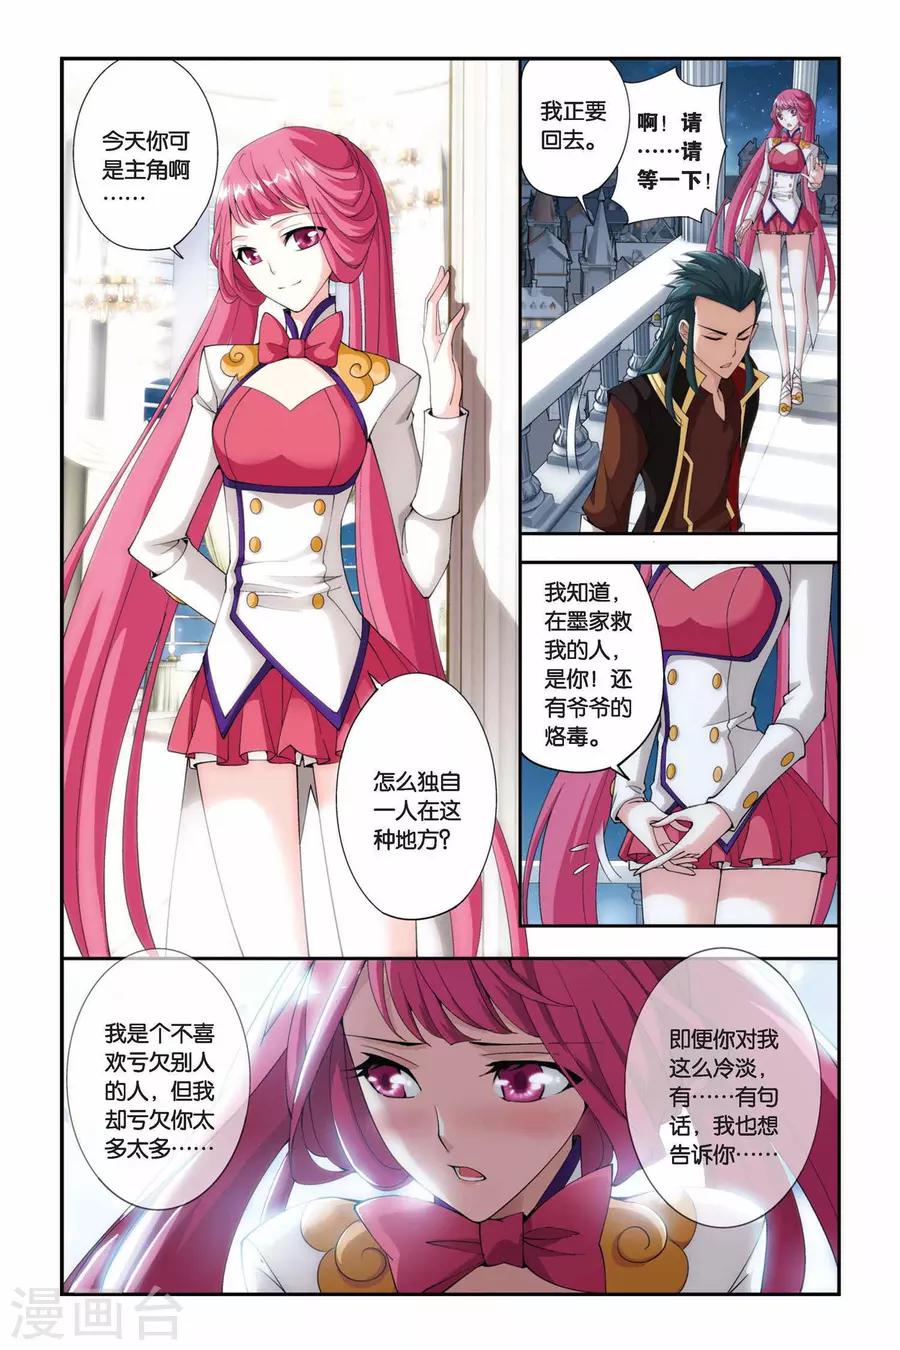 今天你可
是主角啊
……
怎么独自
一人在这
种地方？
我正要
回去。
啊！请
……请
等一下！
我知道，
在墨家救
我的人，
是你！还
有爷爷的
烙毒。
我是个不喜
欢亏欠别人
的人，但我
却亏欠你太
多太多……
即便你对我
这么冷淡，
有……有句
话，我也想
告诉你……
漫画台